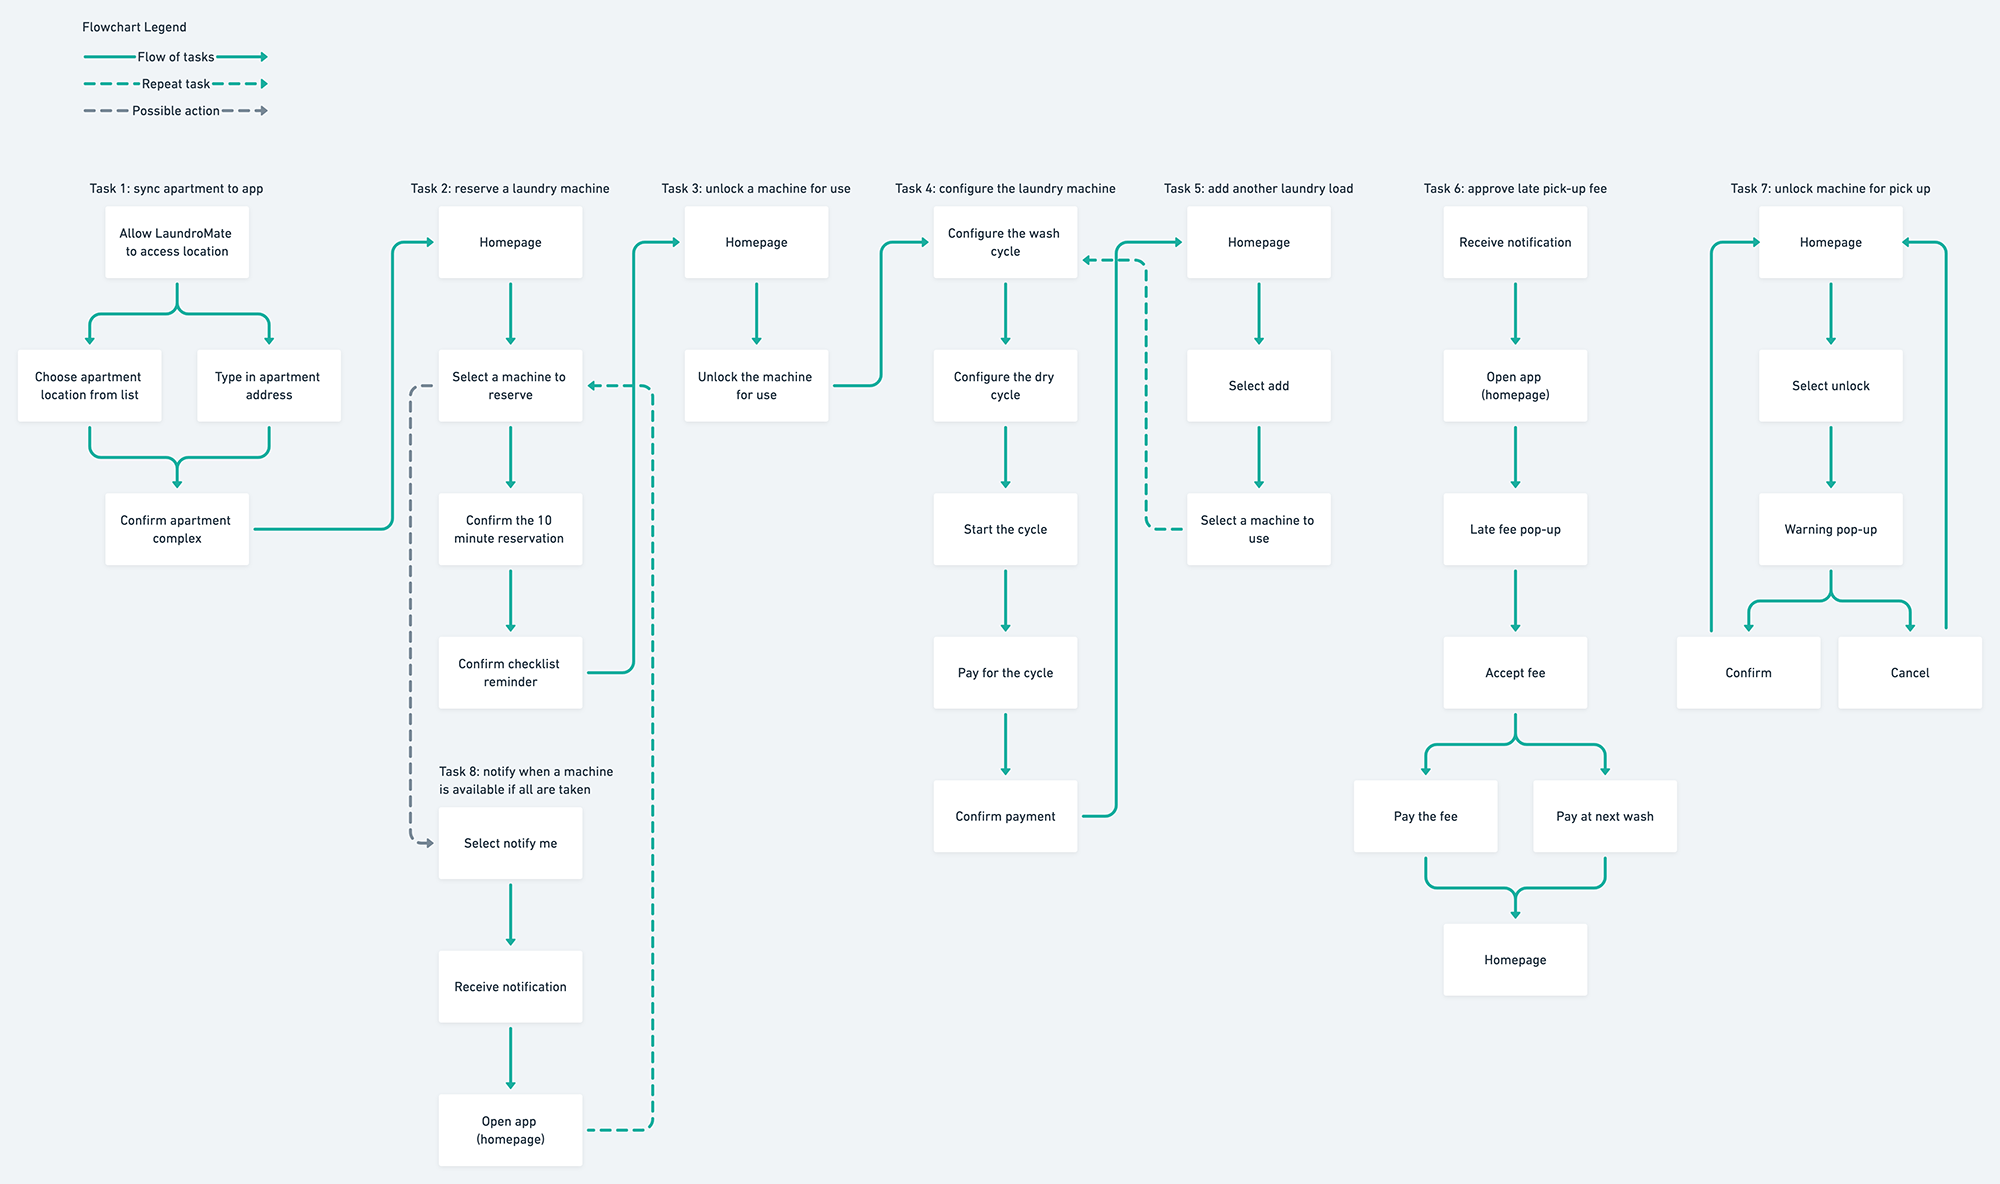 Flowchart Legend
Flow of tasks
Repeat task
Possible action
Task 1: sync apartment to app
Allow LaundroMate
to access location
Choose apartment
location from list
Type in apartment
address
Confirm apartment
complex
Task 2: reserve a laundry machine
Homepage
Select a machine to
reserve
Confirm the 10
minute reservation
Confirm checklist
reminder
Task 8: notify when a machine
is available if all are taken
Select notify me
Receive notification
Open app
(homepage)
Task 3: unlock a machine for use
Homepage
Unlock the machine
for use
Task 4: configure the laundry machine
Configure the wash
cycle
Configure the dry
cycle
Start the cycle
Pay for the cycle
Confirm payment
Task 5: add another laundry load
Homepage
Select add
Select a machine to
use
Task 6: approve late pick-up fee
Receive notification
Open app
(homepage)
Late fee pop-up
Accept fee
Pay the fee
Pay at next wash
Homepage
Task 7: unlock machine for pick up
Homepage
Select unlock
Warning pop-up
Confirm
Cancel